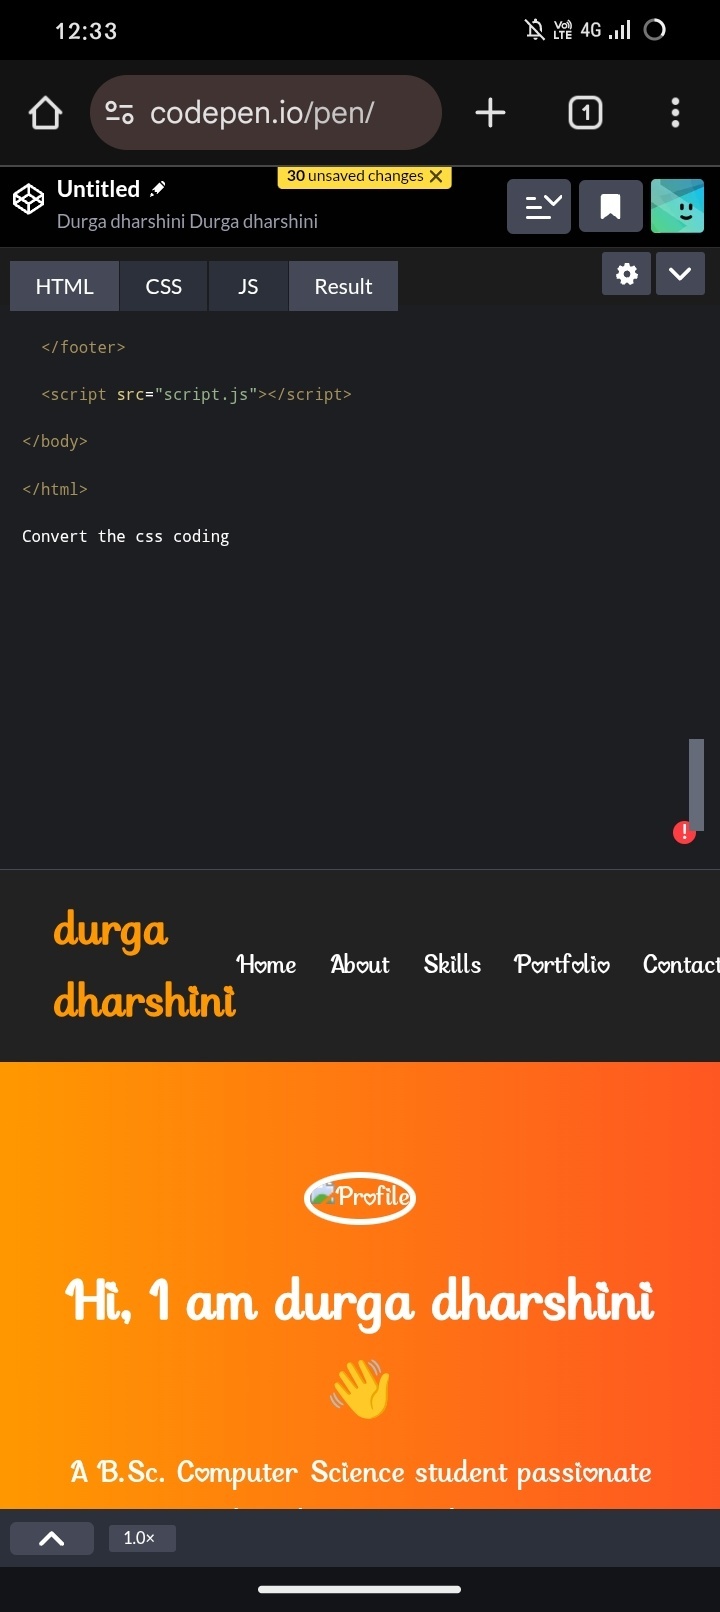 12:33
Vo))
LTE 4G
codepen.io/pen/
1
30 unsaved changes
Untitled
Durga dharshini Durga dharshini
HTML CSS JS Result
</footer>
<script src="script.js"></script>
</body>
</html>
Convert the css coding
durga
dharshini
Home About Skills Portfolio Contact
Profile
Hi, I am durga dharshini
👋
A B.Sc. Computer Science student passionate
1.0×